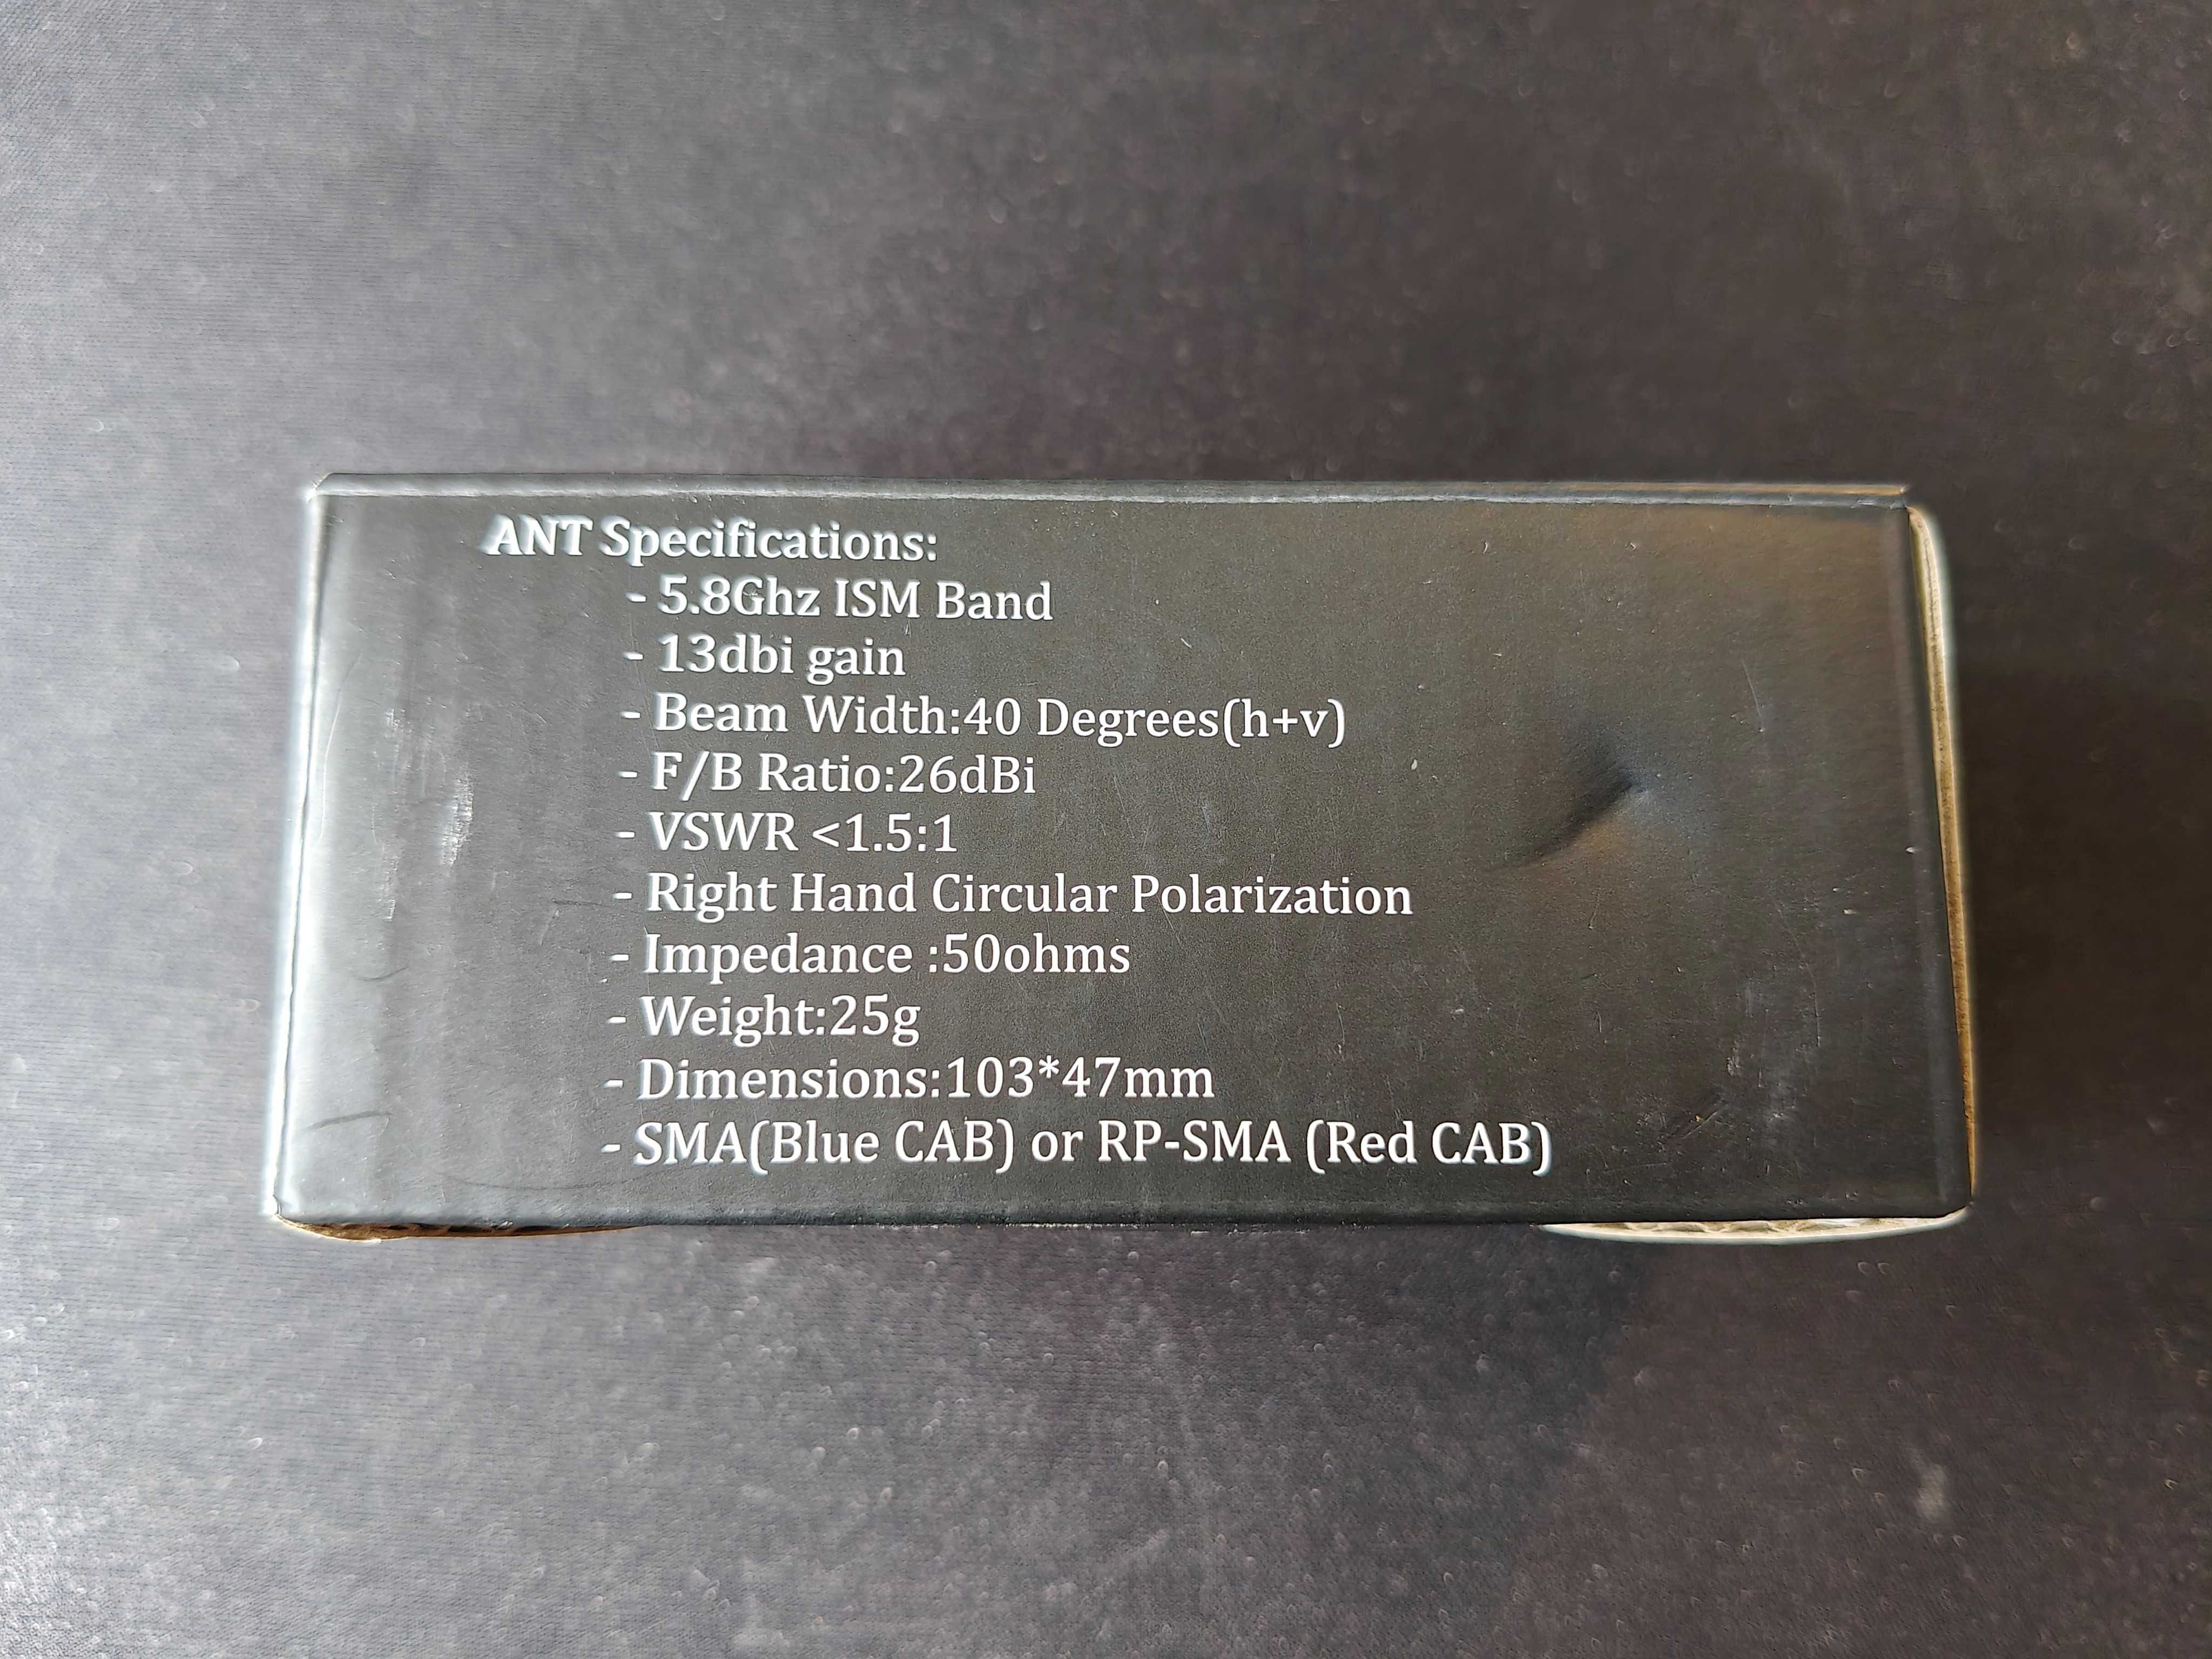 ANT Specifications:
- 5.8Ghz ISM Band
- 13dbi gain
- Beam Width:40 Degrees(h+v)
- F/B Ratio:26dBi
- VSWR <1.5:1
- Right Hand Circular Polarization
- Impedance :50ohms
- Weight:25g
- Dimensions:103*47mm
- SMA(Blue CAB) or RP-SMA (Red CAB)